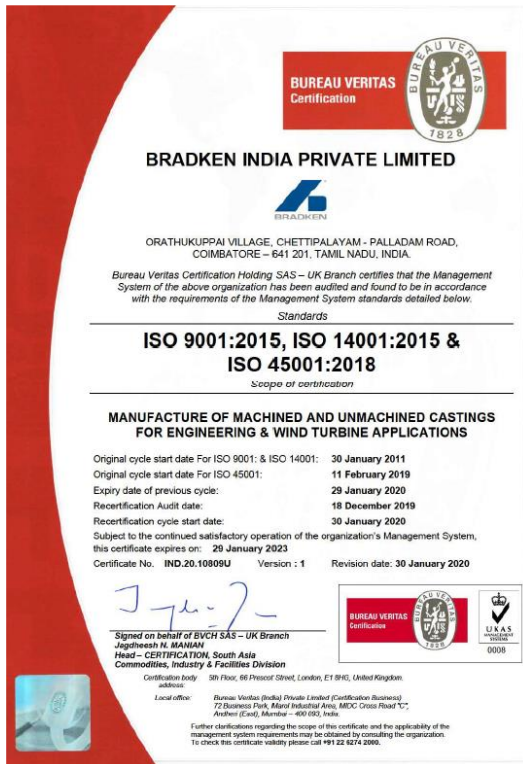 BUREAU VERITAS
Certification
BUREAU VERITAS
1828
BRADKEN INDIA PRIVATE LIMITED
BRADKEN
ORATHUKUPPAI VILLAGE, CHETTIPALAYAM - PALLADAM ROAD,
COIMBATORE – 641 201, TAMIL NADU, INDIA.
Bureau Veritas Certification Holding SAS – UK Branch certifies that the Management
System of the above organization has been audited and found to be in accordance
with the requirements of the Management System standards detailed below.
Standards
ISO 9001:2015, ISO 14001:2015 &
ISO 45001:2018
Scope of certification
MANUFACTURE OF MACHINED AND UNMACHINED CASTINGS
FOR ENGINEERING & WIND TURBINE APPLICATIONS
Original cycle start date For ISO 9001: & ISO 14001: 30 January 2011
Original cycle start date For ISO 45001: 11 February 2019
Expiry date of previous cycle: 29 January 2020
Recertification Audit date: 18 December 2019
Recertification cycle start date: 30 January 2020
Subject to the continued satisfactory operation of the organization's Management System,
this certificate expires on: 29 January 2023
Certificate No. IND.20.10809U Version : 1 Revision date: 30 January 2020
Signed on behalf of BVCH SAS – UK Branch
Jagdheesh N. MANIAN
Head – CERTIFICATION, South Asia
Commodities, Industry & Facilities Division
BUREAU VERITAS
Certification
BUREAU VERITAS
1828
UKAS
MANAGEMENT
SYSTEMS
0008
Certification body
address: 5th Floor, 66 Prescot Street, London, E1 8HG, United Kingdom.
Local office: Bureau Veritas (India) Private Limited (Certification Business)
72 Business Park, Marol Industrial Area, MIDC Cross Road "C",
Andheri (East), Mumbai – 400 093, India.
Further clarifications regarding the scope of this certificate and the applicability of the
management system requirements may be obtained by consulting the organization.
To check this certificate validity please call +91 22 6274 2000.